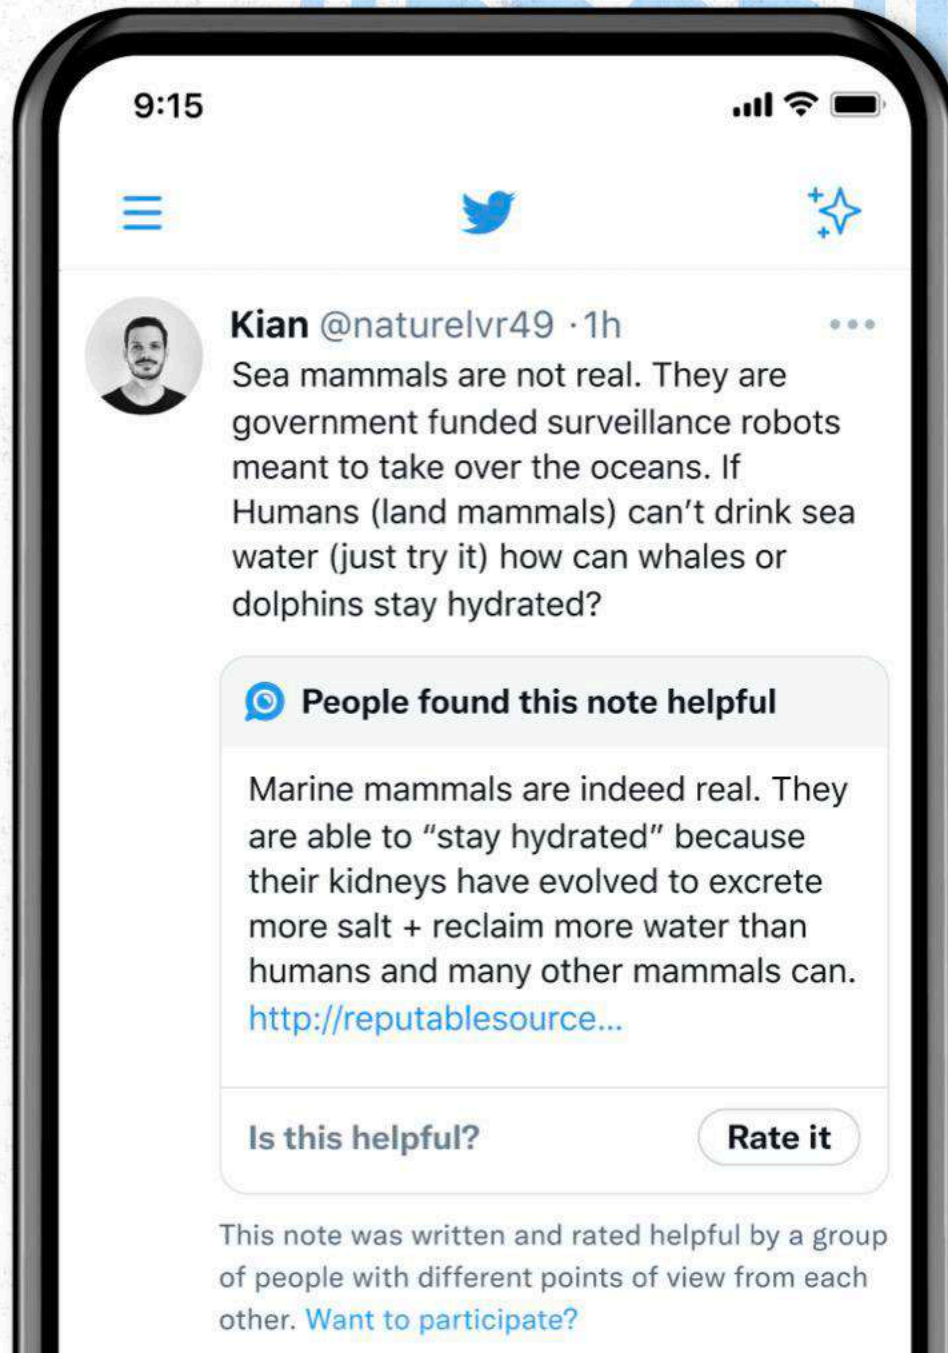 9:15
Kian @naturelvr49 · 1h
Sea mammals are not real. They are
government funded surveillance robots
meant to take over the oceans. If
Humans (land mammals) can't drink sea
water (just try it) how can whales or
dolphins stay hydrated?
People found this note helpful
Marine mammals are indeed real. They
are able to “stay hydrated” because
their kidneys have evolved to excrete
more salt + reclaim more water than
humans and many other mammals can.
http://reputablesource...
Is this helpful?
Rate it
This note was written and rated helpful by a group
of people with different points of view from each
other. Want to participate?